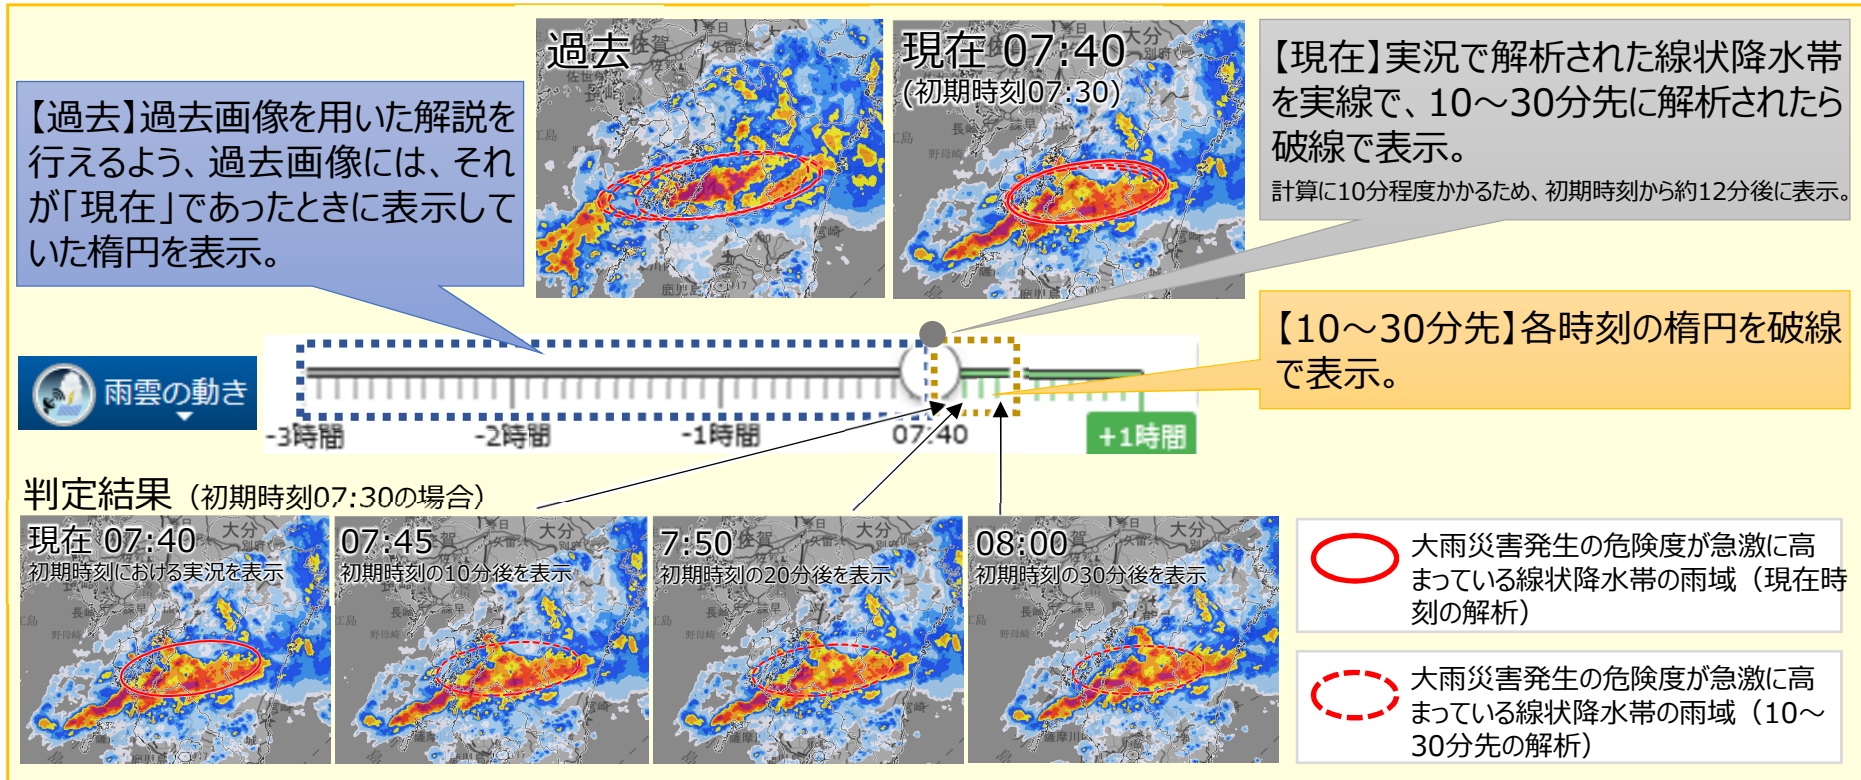 【過去】過去画像を用いた解説を
行えるよう、過去画像には、それ
が「現在」であったときに表示して
いた楕円を表示。
過去
現在 07:40
(初期時刻07:30)
【現在】実況で解析された線状降水帯
を実線で、10～30分先に解析されたら
破線で表示。
計算に10分程度かかるため、初期時刻から約12分後に表示。
【10～30分先】各時刻の楕円を破線
で表示。
雨雲の動き
-3時間
-2時間
-1時間
07:40
+1時間
判定結果（初期時刻07:30の場合）
現在 07:40
初期時刻における実況を表示
07:45
初期時刻の10分後を表示
7:50
初期時刻の20分後を表示
08:00
初期時刻の30分後を表示
大雨災害発生の危険度が急激に高
まっている線状降水帯の雨域（現在時
刻の解析）
大雨災害発生の危険度が急激に高
まっている線状降水帯の雨域（10～
30分先の解析）